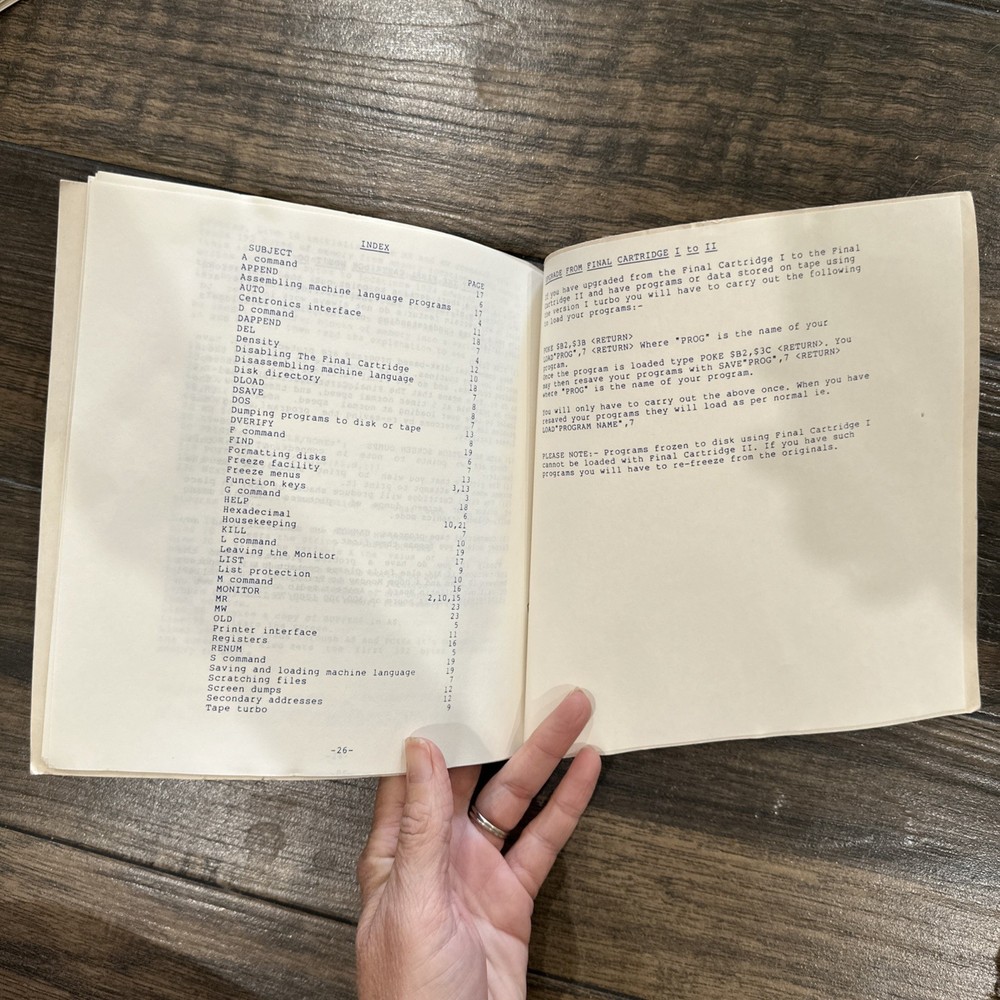 INDEX
SUBJECT PAGE
A command 17
APPEND 6
Assembling machine language programs 17
AUTO 4
Centronics interface 11
D command 18
DAPPEND 7
DEL 4
Density 12
Disabling The Final Cartridge 10
Disassembling machine language 18
Disk directory 7
DLOAD 8
DSAVE 8
DOS 7
Dumping programs to disk or tape 13
DVERIFY 8
F command 19
FIND 6
Formatting disks 7
Freeze facility 13
Freeze menus 3,13
Function keys 3
G command 18
HELP 6
Hexadecimal 10,21
Housekeeping 7
KILL 10
L command 19
Leaving the Monitor 17
LIST 9
List protection 10
M command 16
MONITOR 2,10,15
MR 23
MW 23
OLD 5
Printer interface 11
Registers 16
RENUM 5
S command 19
Saving and loading machine language 19
Scratching files 7
Screen dumps 12
Secondary addresses 12
Tape turbo 9
-26-
UPGRADE FROM FINAL CARTRIDGE I to II
If you have upgraded from the Final Cartridge I to the Final
Cartridge II and have programs or data stored on tape using
the version I turbo you will have to carry out the following
to load your programs:-
POKE $B2,$3B <RETURN>
LOAD"PROG",7 <RETURN> Where "PROG" is the name of your
program.
Once the program is loaded type POKE $B2,$3C <RETURN>. You
may then resave your programs with SAVE"PROG",7 <RETURN>
where "PROG" is the name of your program.
You will only have to carry out the above once. When you have
resaved your programs they will load as per normal ie.
LOAD"PROGRAM NAME",7
PLEASE NOTE:- Programs frozen to disk using Final Cartridge I
cannot be loaded with Final Cartridge II. If you have such
programs you will have to re-freeze from the originals.